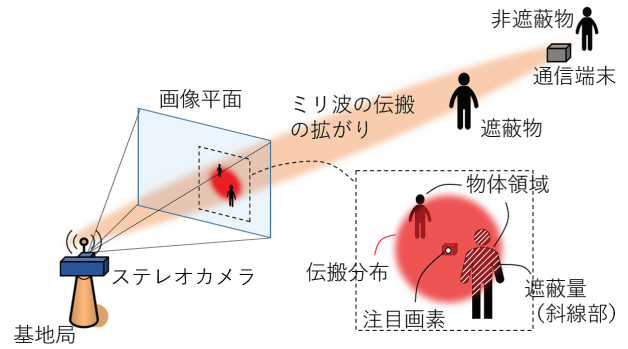 非遮蔽物
通信端末
画像平面
ミリ波の伝搬
の拡がり
遮蔽物
物体領域
ステレオカメラ
伝搬分布
遮蔽量
(斜線部)
注目画素
基地局